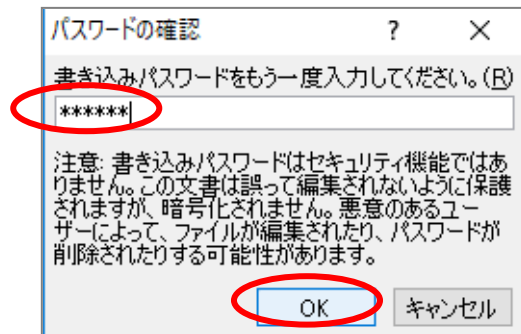 パスワードの確認 ? ×
書き込みパスワードをもう一度入力してください。(R)
******
注意: 書き込みパスワードはセキュリティ機能ではあ
りません。この文書は誤って編集されないように保護
されますが、暗号化されません。悪意のあるユー
ザーによって、ファイルが編集されたり、パスワードが
削除されたりする可能性があります。
OK キャンセル